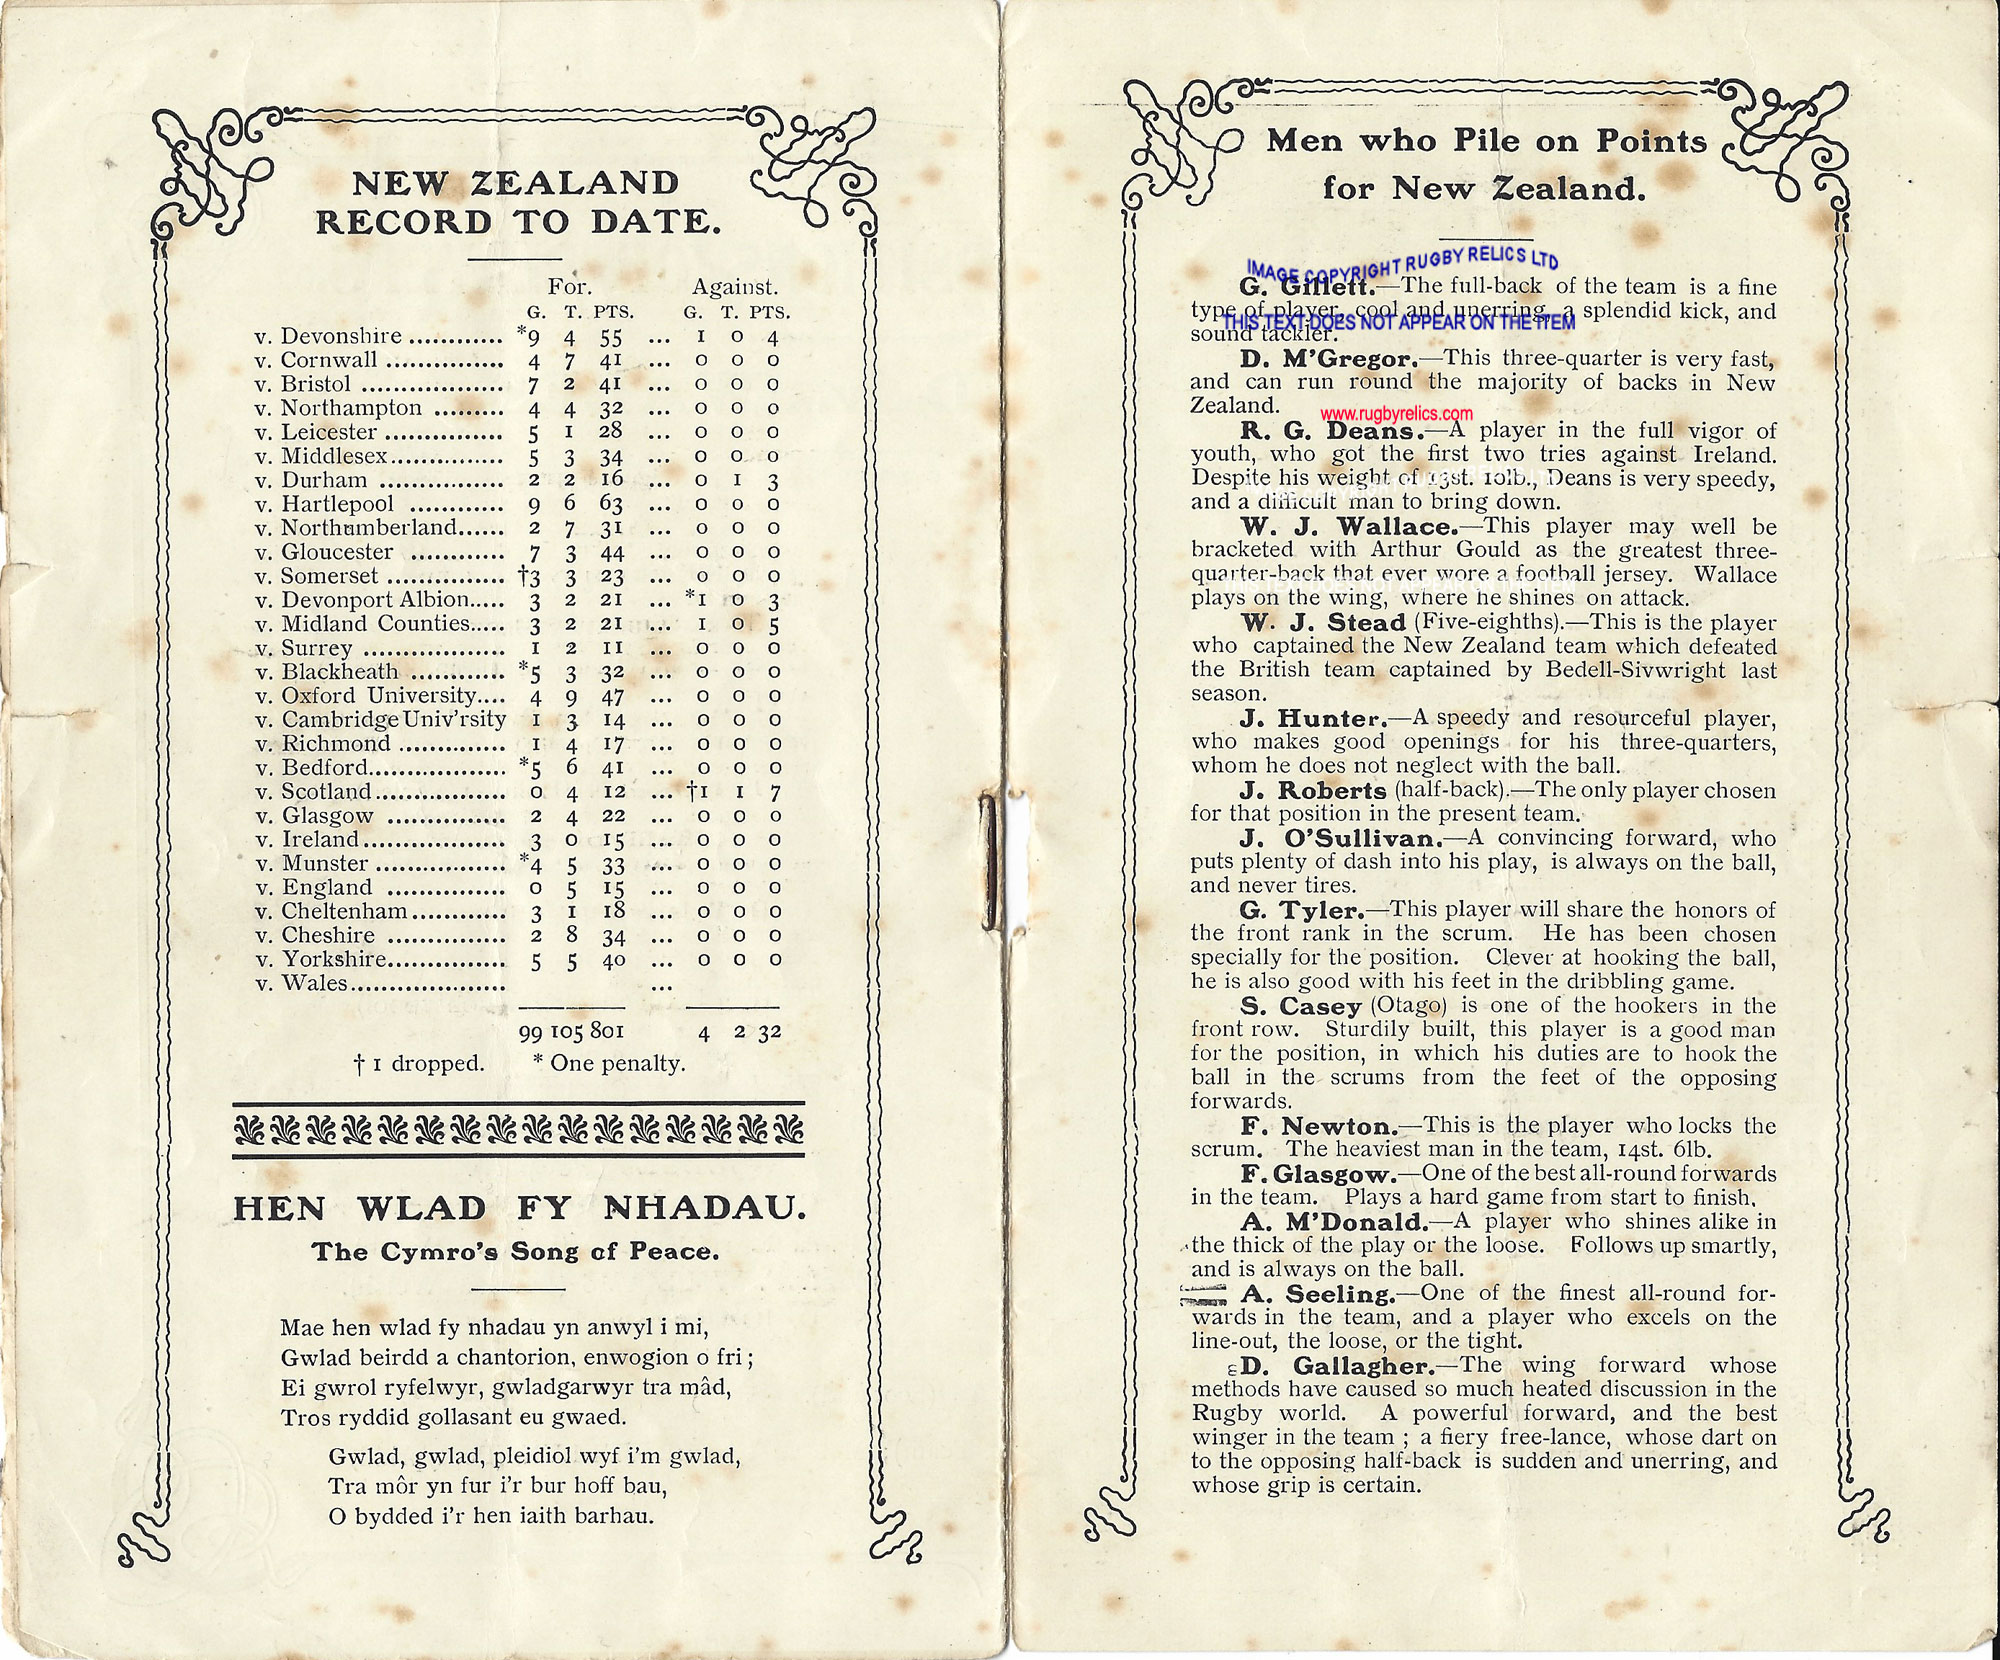 NEW ZEALAND
RECORD TO DATE.
For. Against.
G. T. PTS. G. T. PTS.
v. Devonshire ............. *9 4 55 ... 1 0 4
v. Cornwall ................ 4 7 41 ... 0 0 0
v. Bristol ................... 7 2 41 ... 0 0 0
v. Northampton ......... 4 4 32 ... 0 0 0
v. Leicester ................ 5 1 28 ... 0 0 0
v. Middlesex............... 5 3 34 ... 0 0 0
v. Durham ................. 2 2 16 ... 0 1 3
v. Hartlepool ............. 9 6 63 ... 0 0 0
v. Northumberland...... 2 7 31 ... 0 0 0
v. Gloucester ............ 7 3 44 ... 0 0 0
v. Somerset ............... †3 3 23 ... 0 0 0
v. Devonport Albion..... 3 2 21 ... *1 0 3
v. Midland Counties..... 3 2 21 ... 1 0 5
v. Surrey ................... 1 2 11 ... 0 0 0
v. Blackheath ............ *5 3 32 ... 0 0 0
v. Oxford University.... 4 9 47 ... 0 0 0
v. Cambridge Univ'rsity 1 3 14 ... 0 0 0
v. Richmond .............. 1 4 17 ... 0 0 0
v. Bedford................... *5 6 41 ... 0 0 0
v. Scotland.................. 0 4 12 ... †1 1 7
v. Glasgow ............... 2 4 22 ... 0 0 0
v. Ireland.................... 3 0 15 ... 0 0 0
v. Munster ................. *4 5 33 ... 0 0 0
v. England ............... 0 5 15 ... 0 0 0
v. Cheltenham............ 3 1 18 ... 0 0 0
v. Cheshire ............... 2 8 34 ... 0 0 0
v. Yorkshire............... 5 5 40 ... 0 0 0
v. Wales..................... ...
99 105 801 4 2 32
† 1 dropped. * One penalty.
HEN WLAD FY NHADAU.
The Cymro's Song of Peace.
Mae hen wlad fy nhadau yn anwyl i mi,
Gwlad beirdd a chantorion, enwogion o fri ;
Ei gwrol ryfelwyr, gwladgarwyr tra mâd,
Tros ryddid gollasant eu gwaed.
Gwlad, gwlad, pleidiol wyf i'm gwlad,
Tra môr yn fur i'r bur hoff bau,
O bydded i'r hen iaith barhau.
Men who Pile on Points
for New Zealand.
IMAGE COPYRIGHT RUGBY RELICS LTD
G. Gillett.—The full-back of the team is a fine
type of player, cool and unerring, a splendid kick, and
THIS TEXT DOES NOT APPEAR ON THE ITEM
sound tackler.
D. M'Gregor.—This three-quarter is very fast,
and can run round the majority of backs in New
Zealand.
www.rugbyrelics.com
R. G. Deans.—A player in the full vigor of
youth, who got the first two tries against Ireland.
Despite his weight of 13st. 10lb., Deans is very speedy,
and a difficult man to bring down.
W. J. Wallace.—This player may well be
bracketed with Arthur Gould as the greatest three-
quarter-back that ever wore a football jersey. Wallace
plays on the wing, where he shines on attack.
W. J. Stead (Five-eighths).—This is the player
who captained the New Zealand team which defeated
the British team captained by Bedell-Sivwright last
season.
J. Hunter.—A speedy and resourceful player,
who makes good openings for his three-quarters,
whom he does not neglect with the ball.
J. Roberts (half-back).—The only player chosen
for that position in the present team.
J. O'Sullivan.—A convincing forward, who
puts plenty of dash into his play, is always on the ball,
and never tires.
G. Tyler.—This player will share the honors of
the front rank in the scrum. He has been chosen
specially for the position. Clever at hooking the ball,
he is also good with his feet in the dribbling game.
S. Casey (Otago) is one of the hookers in the
front row. Sturdily built, this player is a good man
for the position, in which his duties are to hook the
ball in the scrums from the feet of the opposing
forwards.
F. Newton.—This is the player who locks the
scrum. The heaviest man in the team, 14st. 6lb.
F. Glasgow.—One of the best all-round forwards
in the team. Plays a hard game from start to finish.
A. M'Donald.—A player who shines alike in
the thick of the play or the loose. Follows up smartly,
and is always on the ball.
A. Seeling.—One of the finest all-round for-
wards in the team, and a player who excels on the
line-out, the loose, or the tight.
D. Gallagher.—The wing forward whose
methods have caused so much heated discussion in the
Rugby world. A powerful forward, and the best
winger in the team ; a fiery free-lance, whose dart on
to the opposing half-back is sudden and unerring, and
whose grip is certain.